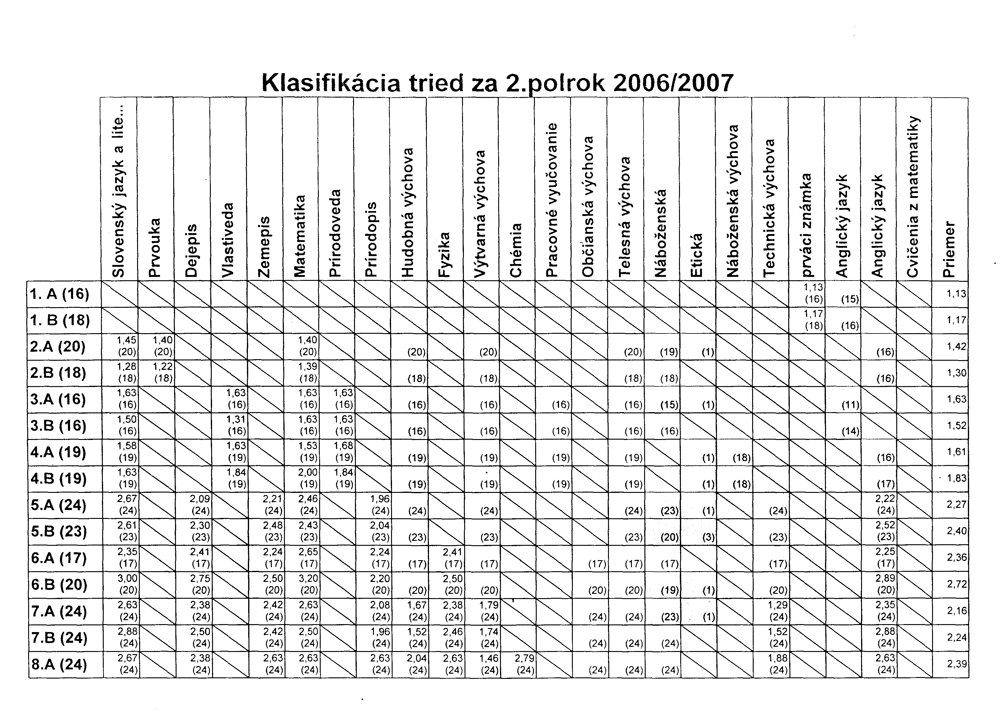 Klasifikácia tried za 2.polrok 2006/2007
Slovenský jazyk a lite... Prvouka Dejepis Vlastiveda Zemepis Matematika Prírodoveda Prírodopis Hudobná výchova Fyzika Výtvarná výchova Chémia Pracovné vyučovanie Občianská výchova Telesná výchova Náboženská Etická Náboženská výchova Technická výchova prváci známka Anglický jazyk Anglický jazyk Cvičenia z matematiky Priemer
1. A (16) 1,13 (16) (15) 1,13
1. B (18) 1,17 (18) (16) 1,17
2.A (20) 1,45 (20) 1,40 (20) 1,40 (20) (20) (20) (20) (19) (1) (16) 1,42
2.B (18) 1,28 (18) 1,22 (18) 1,39 (18) (18) (18) (18) (18) (16) 1,30
3.A (16) 1,63 (16) 1,63 (16) 1,63 (16) 1,63 (16) (16) (16) (16) (16) (15) (1) (11) 1,63
3.B (16) 1,50 (16) 1,31 (16) 1,63 (16) 1,63 (16) (16) (16) (16) (16) (16) (14) 1,52
4.A (19) 1,58 (19) 1,63 (19) 1,53 (19) 1,68 (19) (19) (19) (19) (19) (1) (18) (16) 1,61
4.B (19) 1,63 (19) 1,84 (19) 2,00 (19) 1,84 (19) (19) (19) (19) (19) (1) (18) (17) 1,83
5.A (24) 2,67 (24) 2,09 (24) 2,21 (24) 2,46 (24) 1,96 (24) (24) (24) (24) (23) (1) (24) 2,22 (24) 2,27
5.B (23) 2,61 (23) 2,30 (23) 2,48 (23) 2,43 (23) 2,04 (23) (23) (23) (23) (20) (3) (23) 2,52 (23) 2,40
6.A (17) 2,35 (17) 2,41 (17) 2,24 (17) 2,65 (17) 2,24 (17) (17) 2,41 (17) (17) (17) (17) (17) (17) 2,25 (17) 2,36
6.B (20) 3,00 (20) 2,75 (20) 2,50 (20) 3,20 (20) 2,20 (20) (20) 2,50 (20) (20) (20) (20) (19) (1) (20) 2,89 (20) 2,72
7.A (24) 2,63 (24) 2,38 (24) 2,42 (24) 2,63 (24) 2,08 (24) 1,67 (24) 2,38 (24) 1,79 (24) (24) (24) (23) (1) 1,29 (24) 2,35 (24) 2,16
7.B (24) 2,88 (24) 2,50 (24) 2,42 (24) 2,50 (24) 1,96 (24) 1,52 (24) 2,46 (24) 1,74 (24) (24) (24) (24) 1,52 (24) 2,88 (24) 2,24
8.A (24) 2,67 (24) 2,38 (24) 2,63 (24) 2,63 (24) 2,63 (24) 2,04 (24) 2,63 (24) 1,46 (24) 2,79 (24) (24) (24) (24) 1,88 (24) 2,63 (24) 2,39